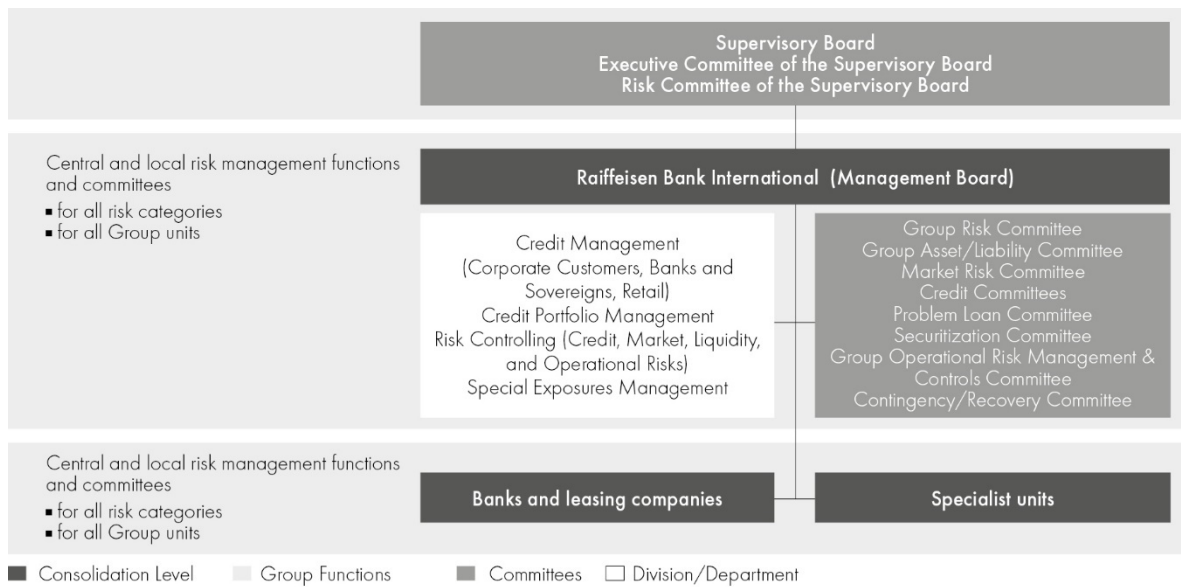 Supervisory Board
Executive Committee of the Supervisory Board
Risk Committee of the Supervisory Board
Central and local risk management functions
and committees
▪ for all risk categories
▪ for all Group units
Raiffeisen Bank International (Management Board)
Credit Management
(Corporate Customers, Banks and
Sovereigns, Retail)
Credit Portfolio Management
Risk Controlling (Credit, Market, Liquidity,
and Operational Risks)
Special Exposures Management
Group Risk Committee
Group Asset/Liability Committee
Market Risk Committee
Credit Committees
Problem Loan Committee
Securitization Committee
Group Operational Risk Management &
Controls Committee
Contingency/Recovery Committee
Central and local risk management functions
and committees
▪ for all risk categories
▪ for all Group units
Banks and leasing companies
Specialist units
Consolidation Level
Group Functions
Committees
Division/Department